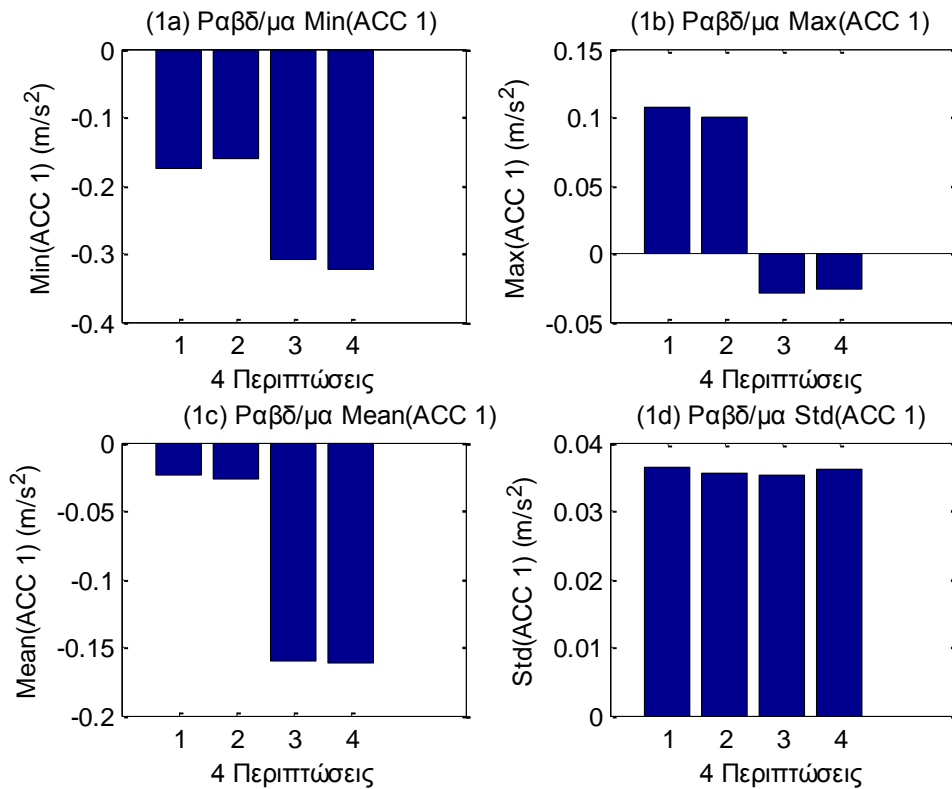 (1a) Ραβδ/μα Min(ACC 1)
Min(ACC 1) (m/s²)
0
-0.1
-0.2
-0.3
-0.4
1 2 3 4
4 Περιπτώσεις
(1b) Ραβδ/μα Max(ACC 1)
Max(ACC 1) (m/s²)
0.15
0.1
0.05
0
-0.05
1 2 3 4
4 Περιπτώσεις
(1c) Ραβδ/μα Mean(ACC 1)
Mean(ACC 1) (m/s²)
0
-0.05
-0.1
-0.15
-0.2
1 2 3 4
4 Περιπτώσεις
(1d) Ραβδ/μα Std(ACC 1)
Std(ACC 1) (m/s²)
0.04
0.03
0.02
0.01
0
1 2 3 4
4 Περιπτώσεις